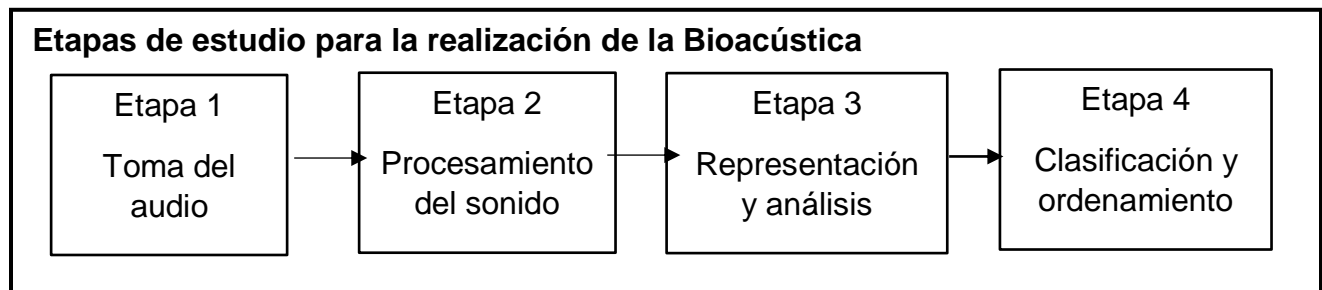 Etapas de estudio para la realización de la Bioacústica
Etapa 1
Toma del
audio
Etapa 2
Procesamiento
del sonido
Etapa 3
Representación
y análisis
Etapa 4
Clasificación y
ordenamiento